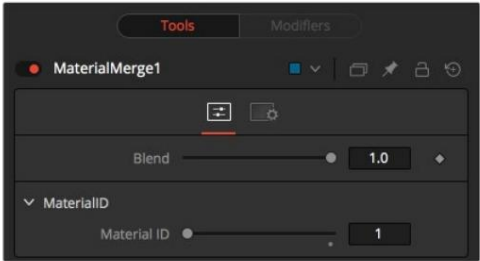 Tools Modifiers
MaterialMerge1
Blend 1.0
MaterialID
Material ID 1